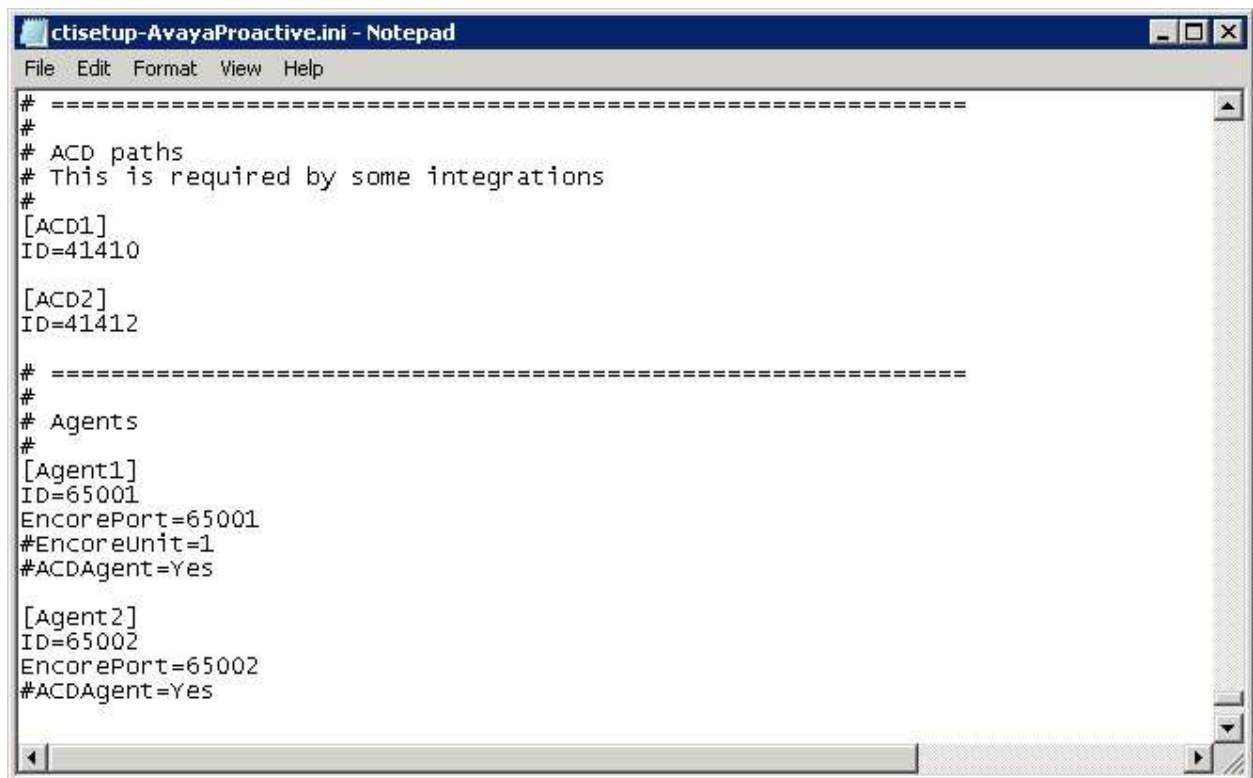 ctisetup-AvayaProactive.ini - Notepad
File Edit Format View Help
# =============================================================
#
# ACD paths
# This is required by some integrations
#
[ACD1]
ID=41410
[ACD2]
ID=41412
# =============================================================
#
# Agents
#
[Agent1]
ID=65001
EncorePort=65001
#EncoreUnit=1
#ACDAgent=Yes
[Agent2]
ID=65002
EncorePort=65002
#ACDAgent=Yes